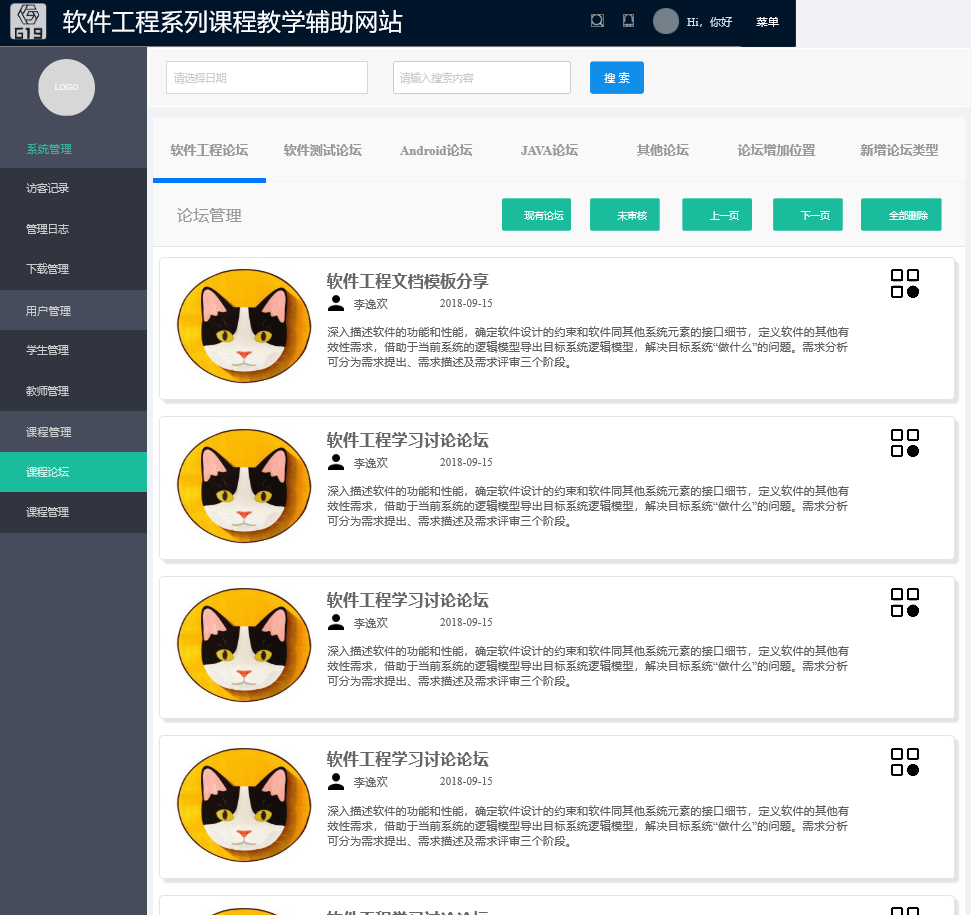 G19
软件工程系列课程教学辅助网站
Hi，你好
菜单
LOGO
请选择日期
请输入搜索内容
搜 索
系统管理
访客记录
管理日志
下载管理
用户管理
学生管理
教师管理
课程管理
课程论坛
课程管理
软件工程论坛
软件测试论坛
Android论坛
JAVA论坛
其他论坛
论坛增加位置
新增论坛类型
论坛管理
现有论坛
未审核
上一页
下一页
全部删除
软件工程文档模板分享
李逸欢
2018-09-15
深入描述软件的功能和性能，确定软件设计的约束和软件同其他系统元素的接口细节，定义软件的其他有
效性需求，借助于当前系统的逻辑模型导出目标系统逻辑模型，解决目标系统“做什么”的问题。需求分析
可分为需求提出、需求描述及需求评审三个阶段。
软件工程学习讨论论坛
李逸欢
2018-09-15
深入描述软件的功能和性能，确定软件设计的约束和软件同其他系统元素的接口细节，定义软件的其他有
效性需求，借助于当前系统的逻辑模型导出目标系统逻辑模型，解决目标系统“做什么”的问题。需求分析
可分为需求提出、需求描述及需求评审三个阶段。
软件工程学习讨论论坛
李逸欢
2018-09-15
深入描述软件的功能和性能，确定软件设计的约束和软件同其他系统元素的接口细节，定义软件的其他有
效性需求，借助于当前系统的逻辑模型导出目标系统逻辑模型，解决目标系统“做什么”的问题。需求分析
可分为需求提出、需求描述及需求评审三个阶段。
软件工程学习讨论论坛
李逸欢
2018-09-15
深入描述软件的功能和性能，确定软件设计的约束和软件同其他系统元素的接口细节，定义软件的其他有
效性需求，借助于当前系统的逻辑模型导出目标系统逻辑模型，解决目标系统“做什么”的问题。需求分析
可分为需求提出、需求描述及需求评审三个阶段。